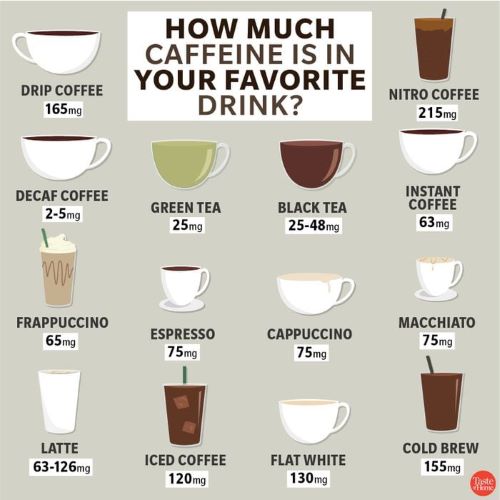 HOW MUCH
CAFFEINE IS IN
YOUR FAVORITE
DRINK?
DRIP COFFEE
165mg
NITRO COFFEE
215mg
DECAF COFFEE
2-5mg
GREEN TEA
25mg
BLACK TEA
25-48mg
INSTANT
COFFEE
63mg
FRAPPUCCINO
65mg
ESPRESSO
75mg
CAPPUCCINO
75mg
MACCHIATO
75mg
LATTE
63-126mg
ICED COFFEE
120mg
FLAT WHITE
130mg
COLD BREW
155mg
Taste
of Home